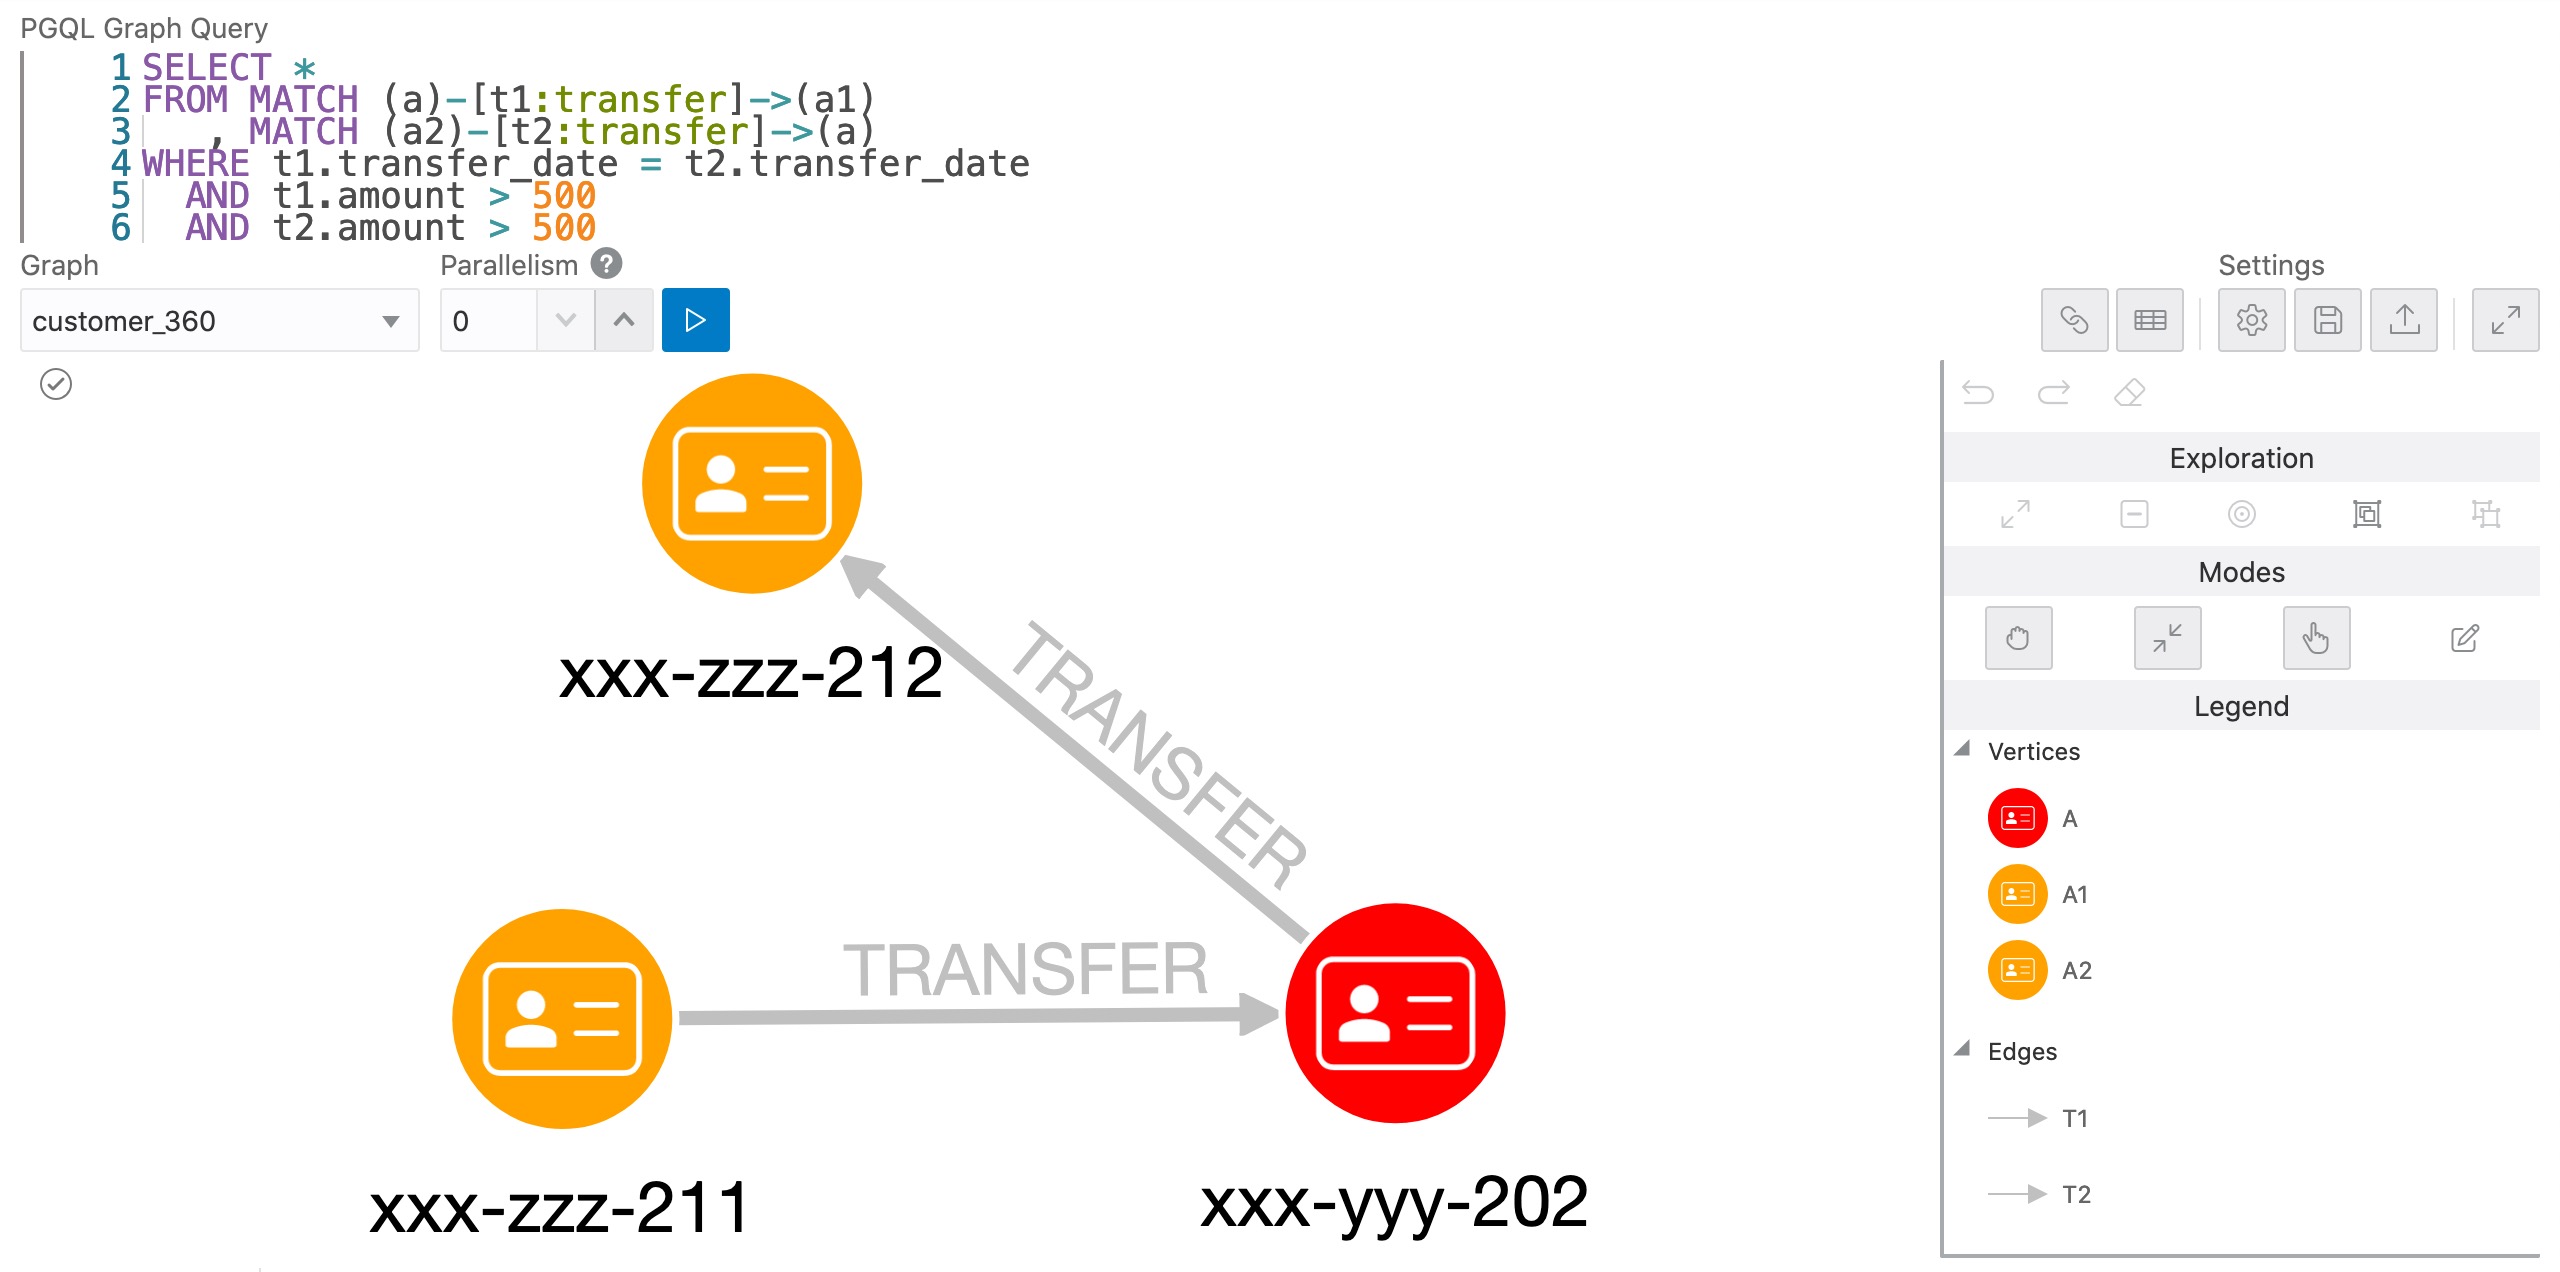 PGQL Graph Query
1 SELECT *
2 FROM MATCH (a)-[t1:transfer]->(a1)
3    , MATCH (a2)-[t2:transfer]->(a)
4 WHERE t1.transfer_date = t2.transfer_date
5   AND t1.amount > 500
6   AND t2.amount > 500
Graph
Parallelism ?
Settings
customer_360
0
Exploration
Modes
Legend
Vertices
A
A1
A2
Edges
T1
T2
xxx-zzz-212
TRANSFER
TRANSFER
xxx-zzz-211
xxx-yyy-202